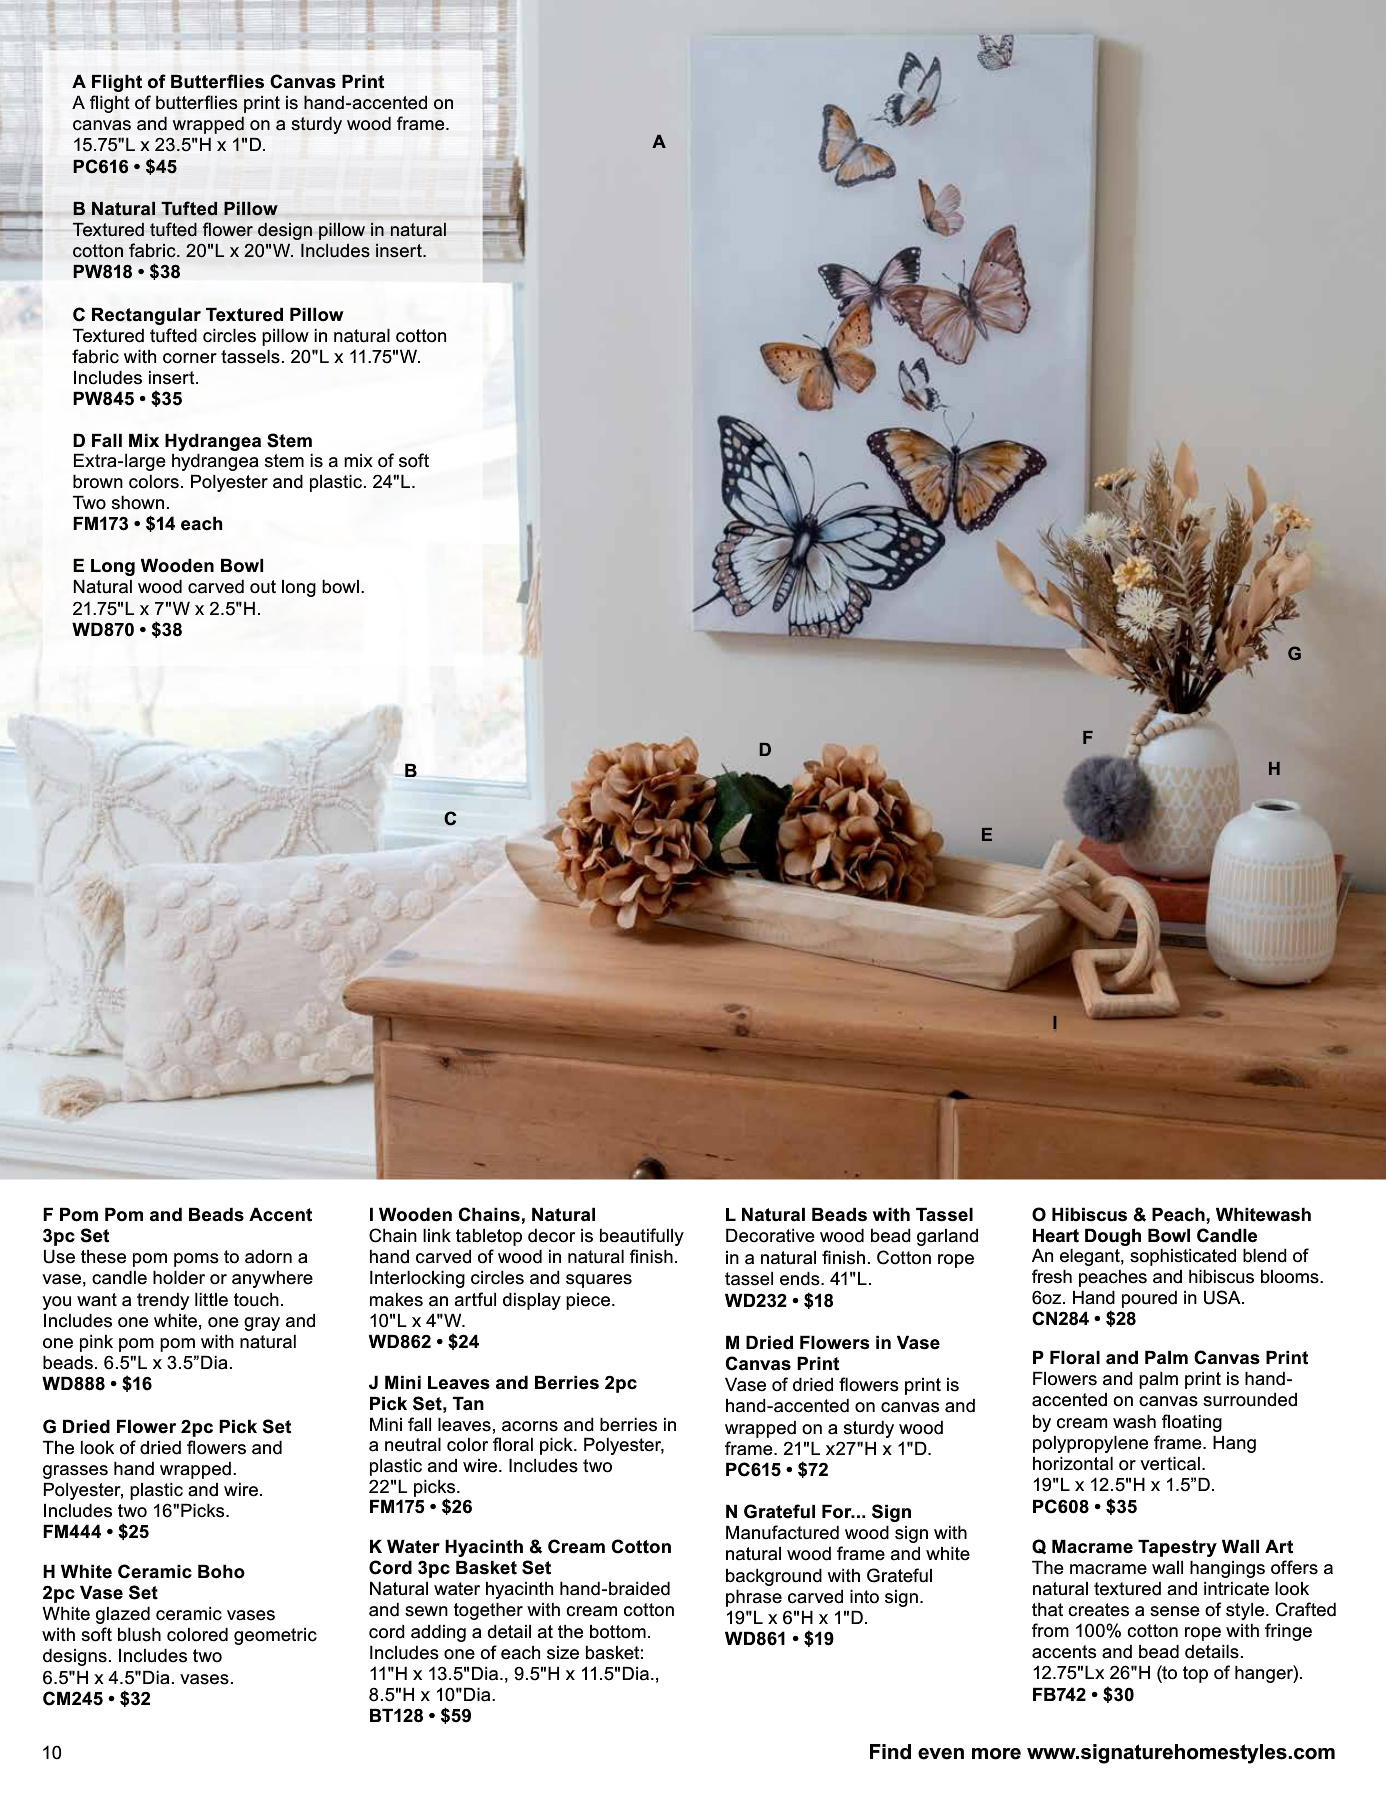 A Flight of Butterflies Canvas Print
A flight of butterflies print is hand-accented on
canvas and wrapped on a sturdy wood frame.
15.75"L x 23.5"H x 1"D.
PC616 • $45
B Natural Tufted Pillow
Textured tufted flower design pillow in natural
cotton fabric. 20"L x 20"W. Includes insert.
PW818 • $38
C Rectangular Textured Pillow
Textured tufted circles pillow in natural cotton
fabric with corner tassels. 20"L x 11.75"W.
Includes insert.
PW845 • $35
D Fall Mix Hydrangea Stem
Extra-large hydrangea stem is a mix of soft
brown colors. Polyester and plastic. 24"L.
Two shown.
FM173 • $14 each
E Long Wooden Bowl
Natural wood carved out long bowl.
21.75"L x 7"W x 2.5"H.
WD870 • $38
A
G
F
D
H
B
C
E
I
F Pom Pom and Beads Accent
3pc Set
Use these pom poms to adorn a
vase, candle holder or anywhere
you want a trendy little touch.
Includes one white, one gray and
one pink pom pom with natural
beads. 6.5"L x 3.5”Dia.
WD888 • $16
G Dried Flower 2pc Pick Set
The look of dried flowers and
grasses hand wrapped.
Polyester, plastic and wire.
Includes two 16"Picks.
FM444 • $25
H White Ceramic Boho
2pc Vase Set
White glazed ceramic vases
with soft blush colored geometric
designs. Includes two
6.5"H x 4.5"Dia. vases.
CM245 • $32
I Wooden Chains, Natural
Chain link tabletop decor is beautifully
hand carved of wood in natural finish.
Interlocking circles and squares
makes an artful display piece.
10"L x 4"W.
WD862 • $24
J Mini Leaves and Berries 2pc
Pick Set, Tan
Mini fall leaves, acorns and berries in
a neutral color floral pick. Polyester,
plastic and wire. Includes two
22"L picks.
FM175 • $26
K Water Hyacinth & Cream Cotton
Cord 3pc Basket Set
Natural water hyacinth hand-braided
and sewn together with cream cotton
cord adding a detail at the bottom.
Includes one of each size basket:
11"H x 13.5"Dia., 9.5"H x 11.5"Dia.,
8.5"H x 10"Dia.
BT128 • $59
L Natural Beads with Tassel
Decorative wood bead garland
in a natural finish. Cotton rope
tassel ends. 41"L.
WD232 • $18
M Dried Flowers in Vase
Canvas Print
Vase of dried flowers print is
hand-accented on canvas and
wrapped on a sturdy wood
frame. 21"L x27"H x 1"D.
PC615 • $72
N Grateful For... Sign
Manufactured wood sign with
natural wood frame and white
background with Grateful
phrase carved into sign.
19"L x 6"H x 1"D.
WD861 • $19
O Hibiscus & Peach, Whitewash
Heart Dough Bowl Candle
An elegant, sophisticated blend of
fresh peaches and hibiscus blooms.
6oz. Hand poured in USA.
CN284 • $28
P Floral and Palm Canvas Print
Flowers and palm print is hand-
accented on canvas surrounded
by cream wash floating
polypropylene frame. Hang
horizontal or vertical.
19"L x 12.5"H x 1.5”D.
PC608 • $35
Q Macrame Tapestry Wall Art
The macrame wall hangings offers a
natural textured and intricate look
that creates a sense of style. Crafted
from 100% cotton rope with fringe
accents and bead details.
12.75"Lx 26"H (to top of hanger).
FB742 • $30
10
Find even more www.signaturehomestyles.com